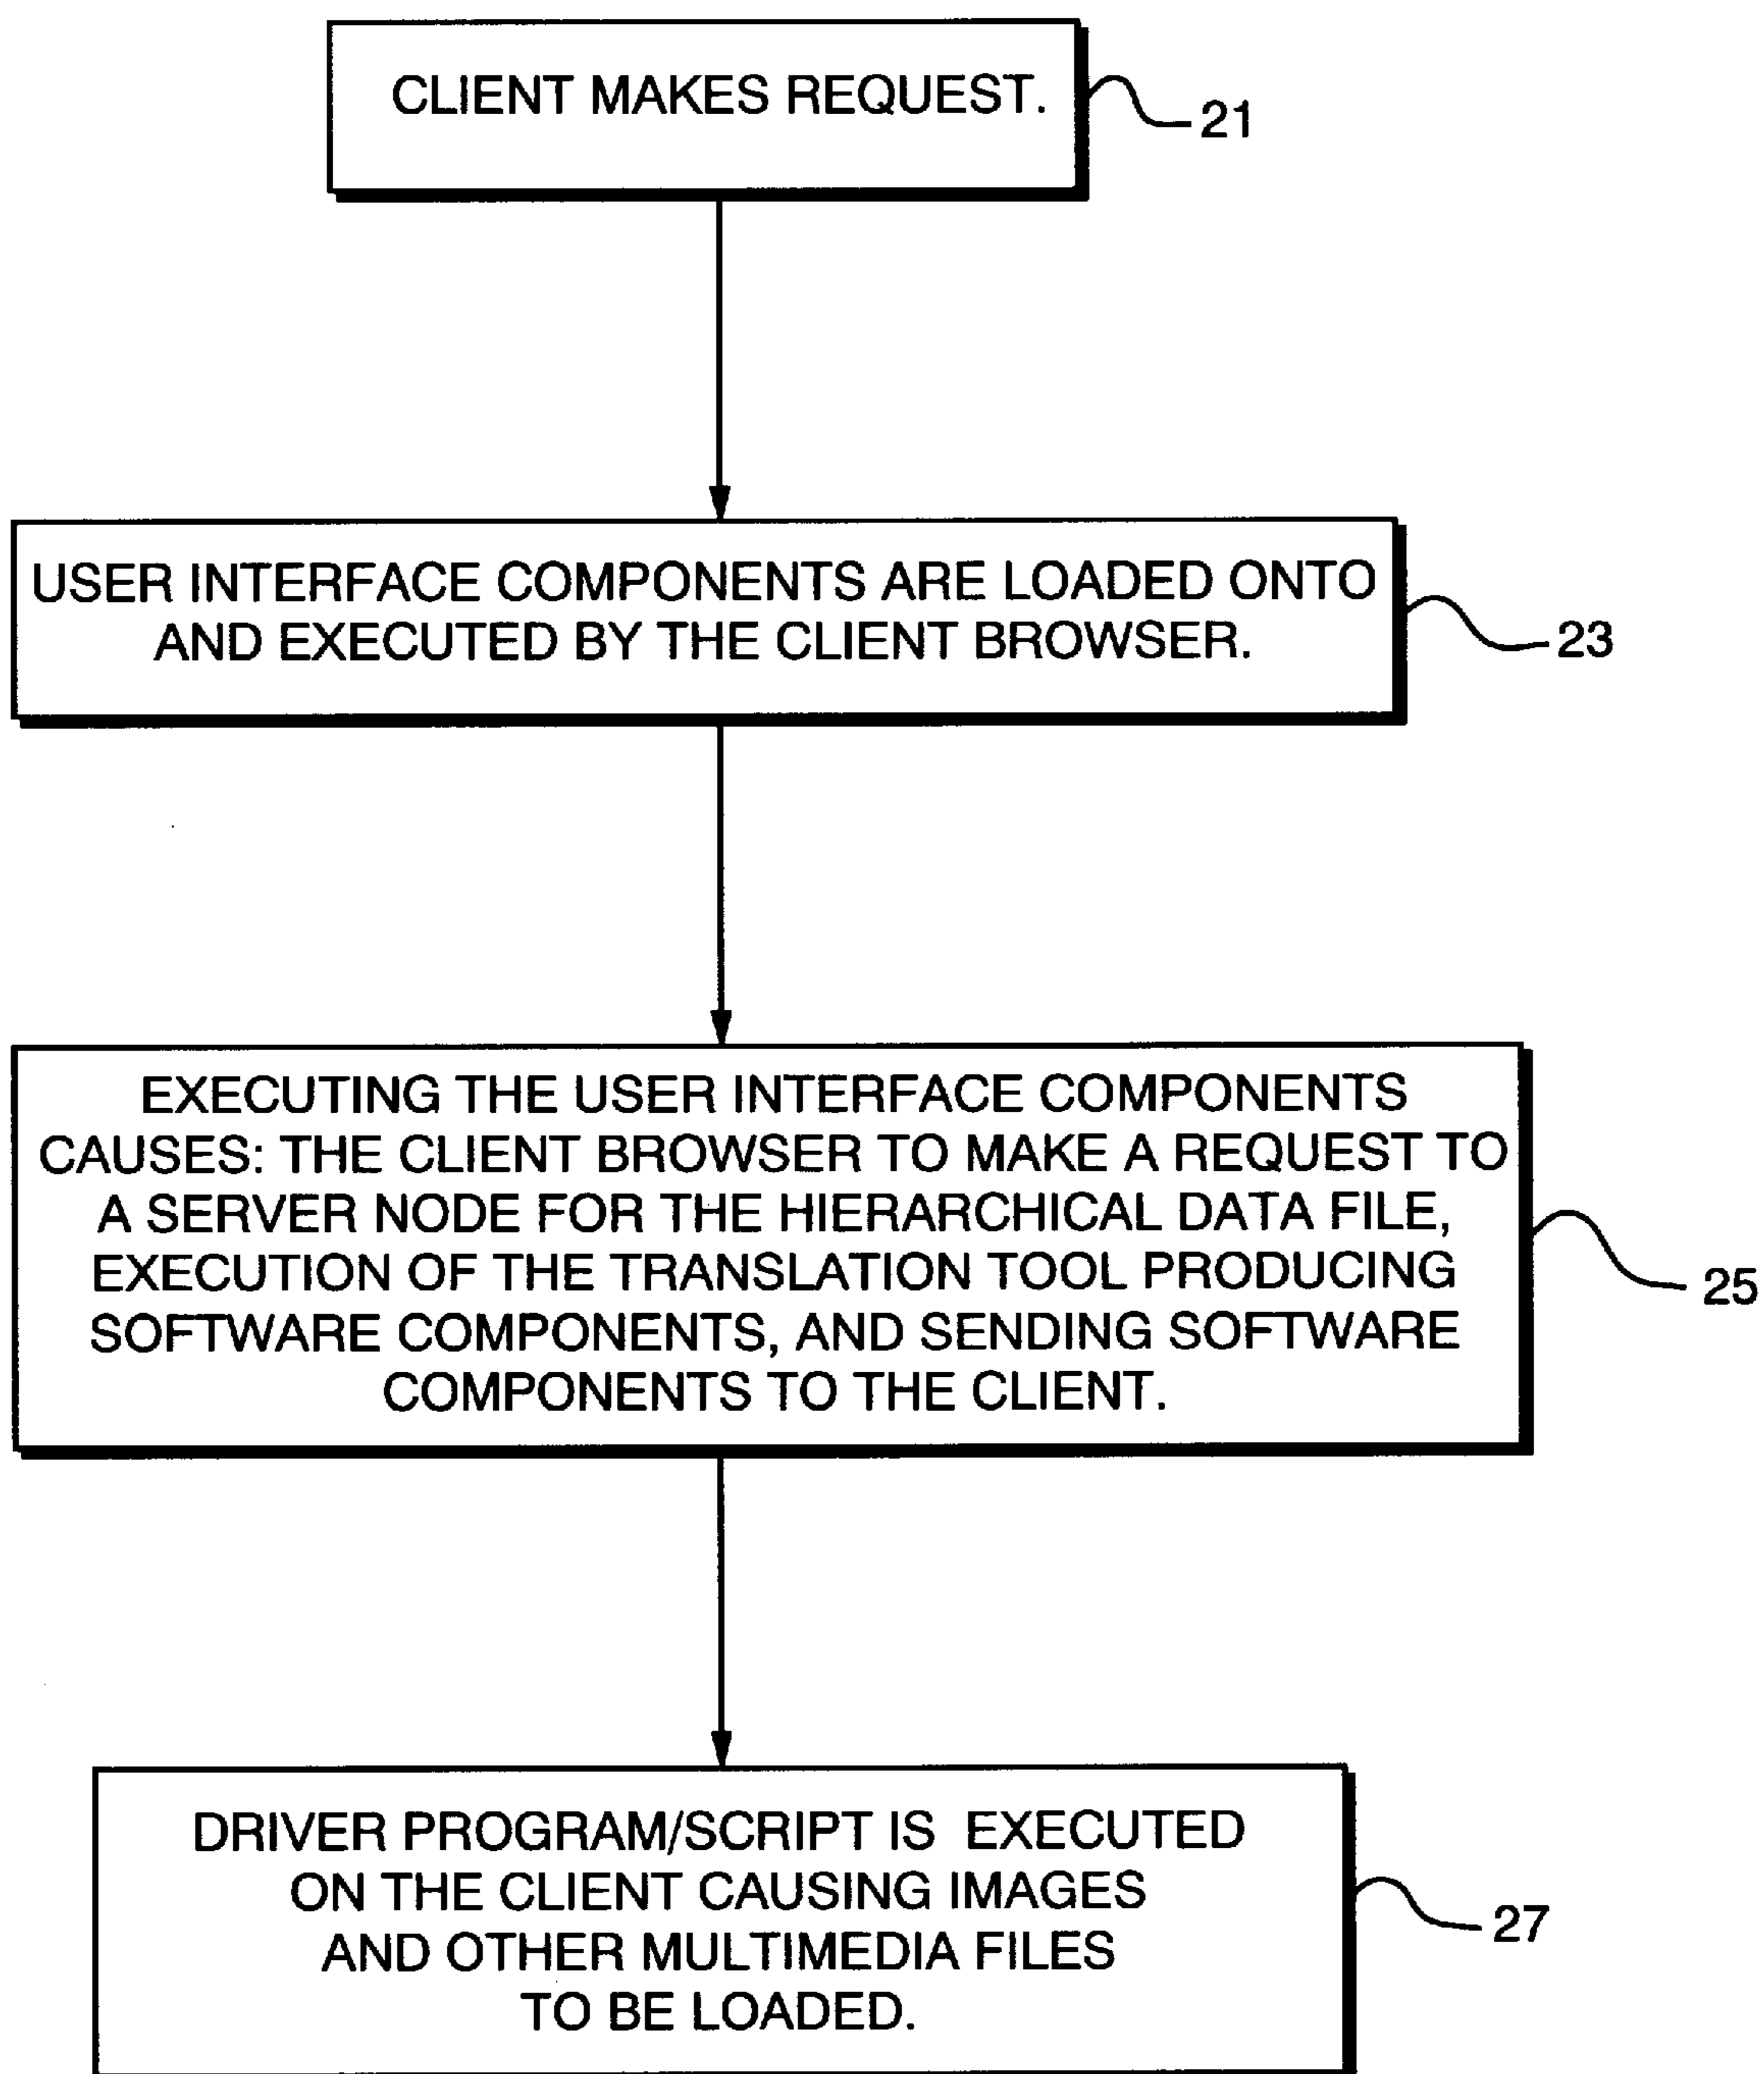 CLIENT MAKES REQUEST.
21
USER INTERFACE COMPONENTS ARE LOADED ONTO
AND EXECUTED BY THE CLIENT BROWSER.
23
EXECUTING THE USER INTERFACE COMPONENTS
CAUSES: THE CLIENT BROWSER TO MAKE A REQUEST TO
A SERVER NODE FOR THE HIERARCHICAL DATA FILE,
EXECUTION OF THE TRANSLATION TOOL PRODUCING
SOFTWARE COMPONENTS, AND SENDING SOFTWARE
COMPONENTS TO THE CLIENT.
25
DRIVER PROGRAM/SCRIPT IS EXECUTED
ON THE CLIENT CAUSING IMAGES
AND OTHER MULTIMEDIA FILES
TO BE LOADED.
27